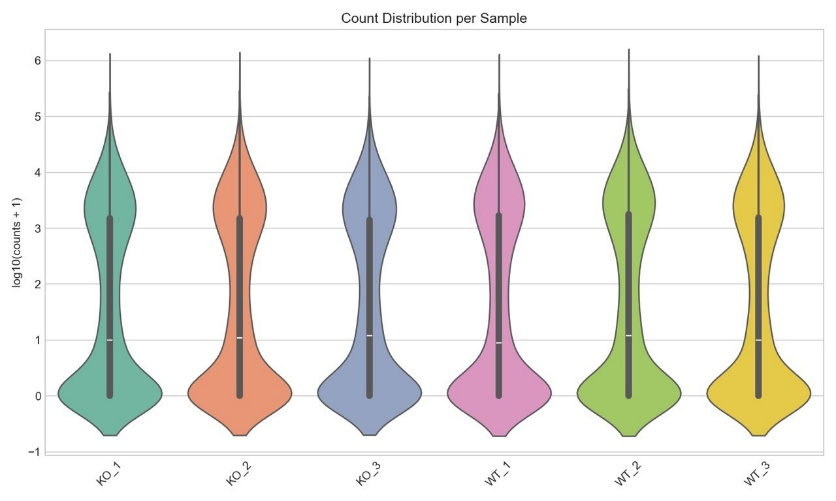 Count Distribution per Sample
log10(counts + 1)
6
5
4
3
2
1
0
−1
KO_1
KO_2
KO_3
WT_1
WT_2
WT_3